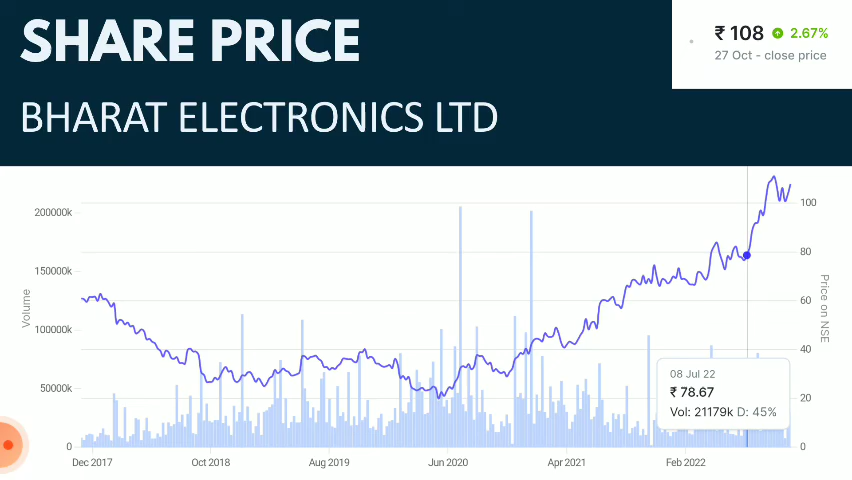 SHARE PRICE
₹ 108 2.67%
27 Oct - close price
BHARAT ELECTRONICS LTD
200000k
150000k
100000k
50000k
0
Volume
100
80
60
40
20
0
Price on NSE
08 Jul 22
₹ 78.67
Vol: 21179k D: 45%
Dec 2017 Oct 2018 Aug 2019 Jun 2020 Apr 2021 Feb 2022